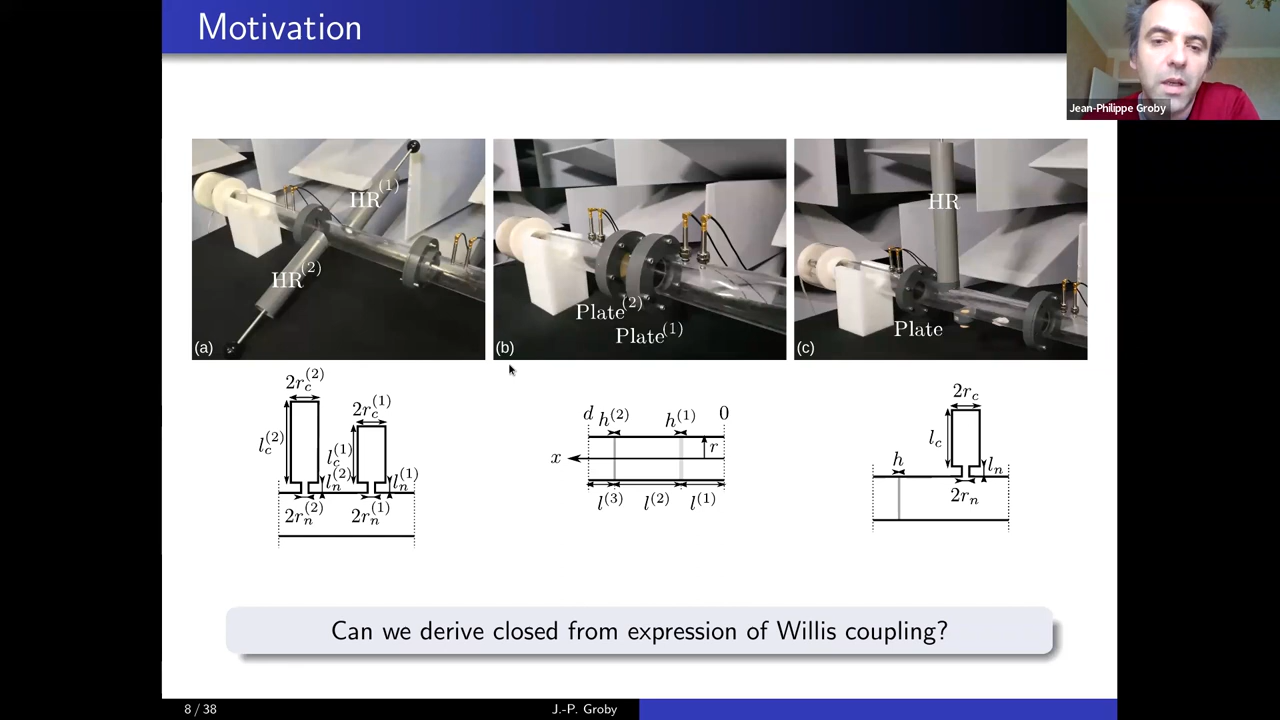 Motivation
Jean-Philippe Groby
HR(1)
HR(2)
(a)
Plate(2)
Plate(1)
(b)
HR
Plate
(c)
2r_c^(2)
2r_c^(1)
l_c^(2)
l_c^(1)
l_n^(2)
l_n^(1)
2r_n^(2)
2r_n^(1)
d
h^(2)
h^(1)
0
x
r
l^(3)
l^(2)
l^(1)
2r_c
l_c
h
l_n
2r_n
Can we derive closed from expression of Willis coupling?
8 / 38
J.-P. Groby